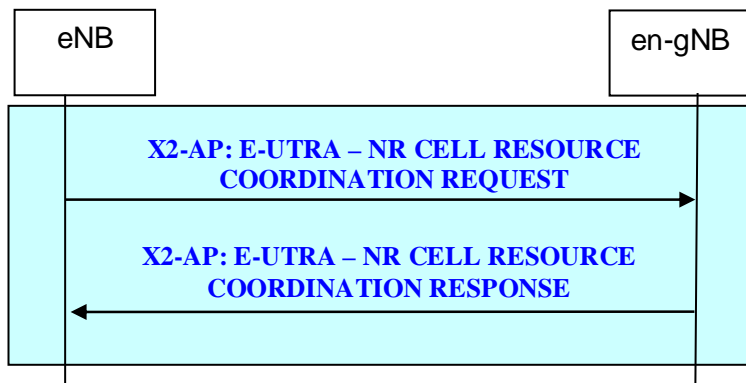 eNB
en-gNB
X2-AP: E-UTRA – NR CELL RESOURCE
COORDINATION REQUEST
X2-AP: E-UTRA – NR CELL RESOURCE
COORDINATION RESPONSE